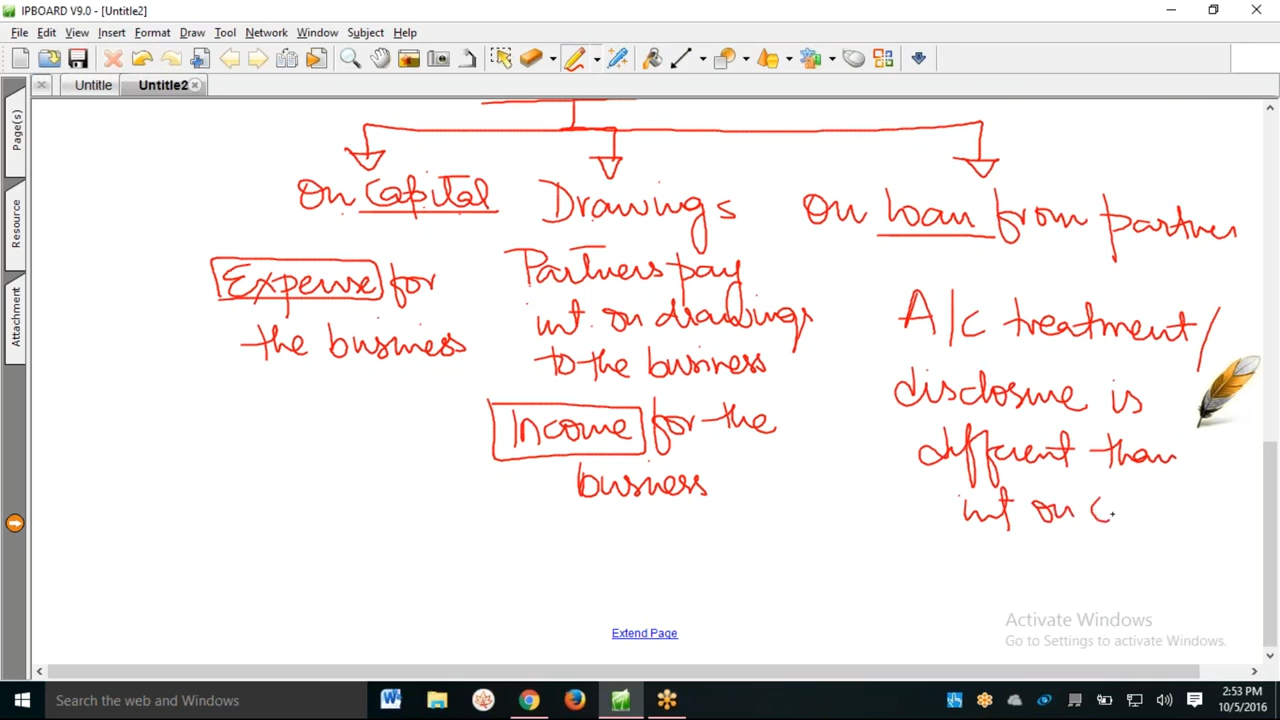 IPBOARD V9.0 - [Untitle2]
File Edit View Insert Format Draw Tool Network Window Subject Help
Untitle Untitle2
Page(s)
Resource
Attachment
On Capital
Expense for
the business
Drawings
Partners pay
int. on drawings
to the business
Income for the
business
On loan from partner
A/c treatment/
disclosure is
different than
int on c
Extend Page
Activate Windows
Go to Settings to activate Windows.
Search the web and Windows
2:53 PM
10/5/2016